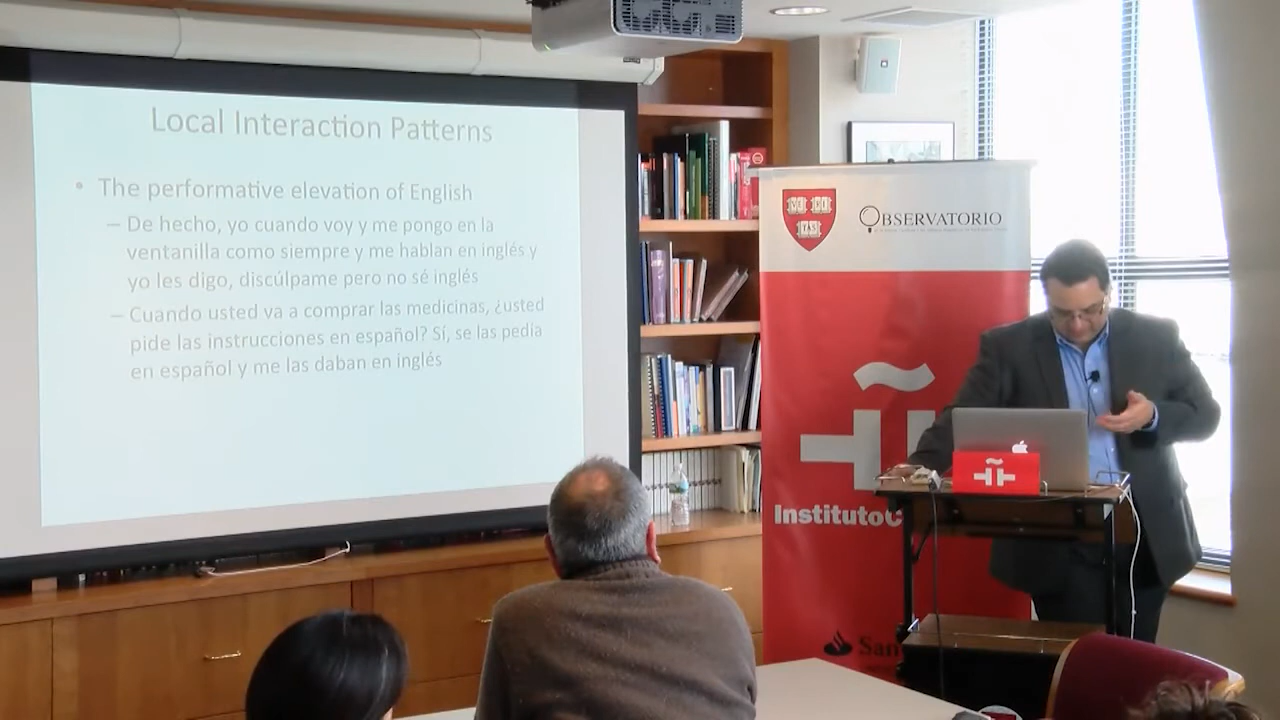 Local Interaction Patterns
• The performative elevation of English
– De hecho, yo cuando voy y me pongo en la
ventanilla como siempre y me hablan en inglés y
yo les digo, discúlpame pero no sé inglés
– Cuando usted va a comprar las medicinas, ¿usted
pide las instrucciones en español? Sí, se las pedía
en español y me las daban en inglés
OBSERVATORIO
InstitutoC
San